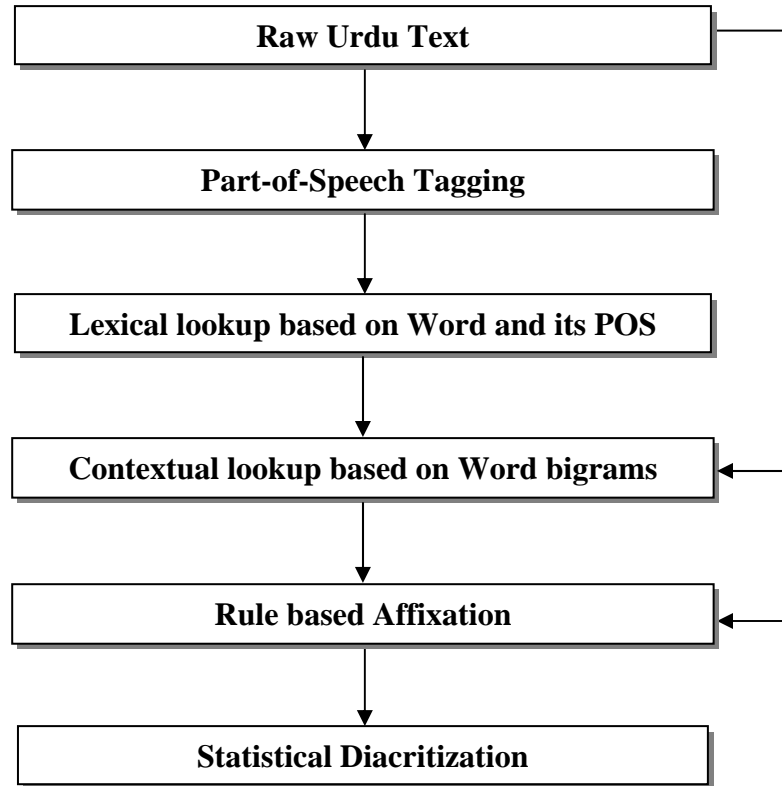 Raw Urdu Text
Part-of-Speech Tagging
Lexical lookup based on Word and its POS
Contextual lookup based on Word bigrams
Rule based Affixation
Statistical Diacritization